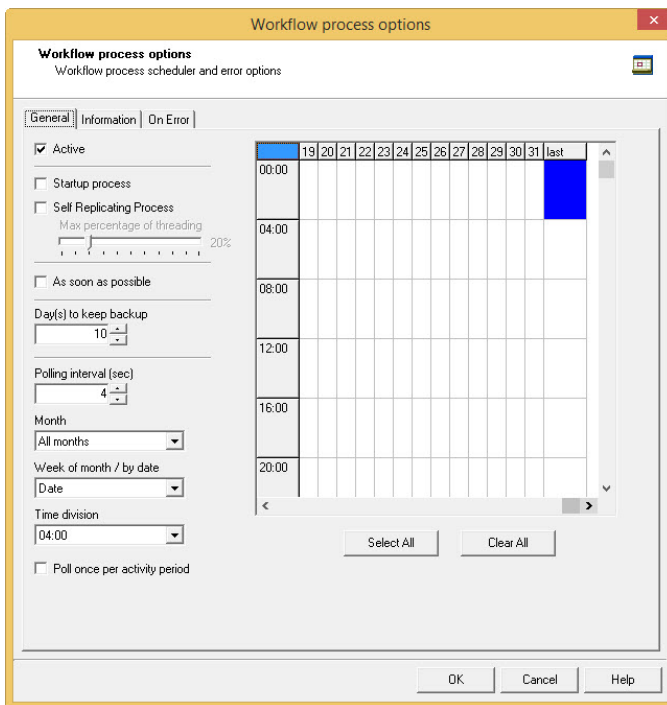 Workflow process options
Workflow process options
Workflow process scheduler and error options
General Information On Error
Active
Startup process
Self Replicating Process
Max percentage of threading
20%
As soon as possible
Day(s) to keep backup
10
Polling interval (sec)
4
Month
All months
Week of month / by date
Date
Time division
04:00
Poll once per activity period
19 20 21 22 23 24 25 26 27 28 29 30 31 last
00:00
04:00
08:00
12:00
16:00
20:00
Select All Clear All
OK Cancel Help